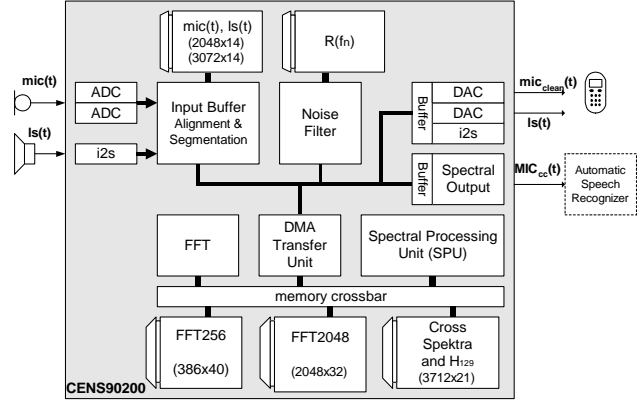 mic(t), ls(t)
(2048x14)
(3072x14)
R(fn)
mic(t)
ADC
ADC
Input Buffer
Alignment &
Segmentation
Noise
Filter
Buffer
DAC
DAC
i2s
mic_clean(t)
ls(t)
ls(t)
i2s
Buffer
Spectral
Output
MIC_cc(t)
Automatic
Speech
Recognizer
FFT
DMA
Transfer
Unit
Spectral Processing
Unit (SPU)
memory crossbar
FFT256
(386x40)
FFT2048
(2048x32)
Cross
Spektra
and H129
(3712x21)
CENS90200